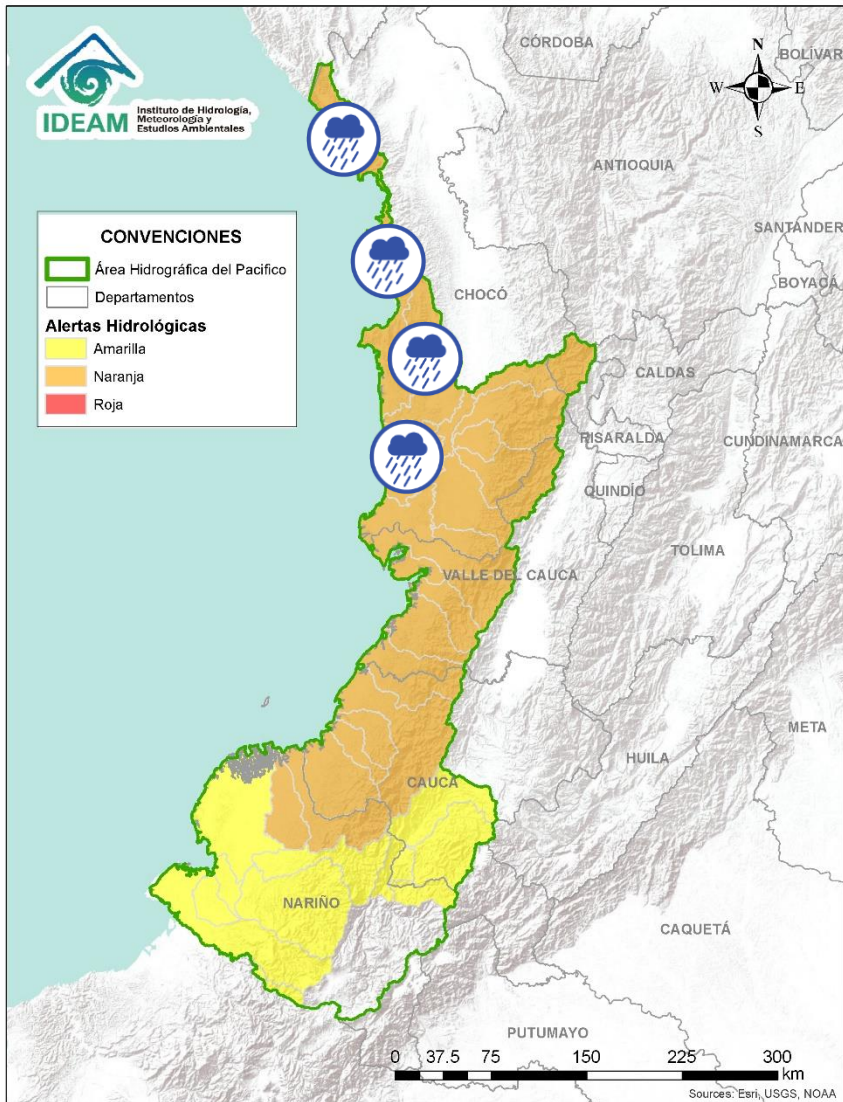 IDEAM
Instituto de Hidrología,
Meteorología y
Estudios Ambientales
N
W E
S
CÓRDOBA
BOLÍVAR
ANTIOQUIA
SANTANDER
BOYACÁ
CHOCÓ
CALDAS
RISARALDA
CUNDINAMARCA
QUINDÍO
TOLIMA
VALLE DEL CAUCA
META
HUILA
CAUCA
NARIÑO
CAQUETÁ
PUTUMAYO
CONVENCIONES
Área Hidrográfica del Pacifico
Departamentos
Alertas Hidrológicas
Amarilla
Naranja
Roja
0 37.5 75 150 225 300
km
Sources: Esri, USGS, NOAA